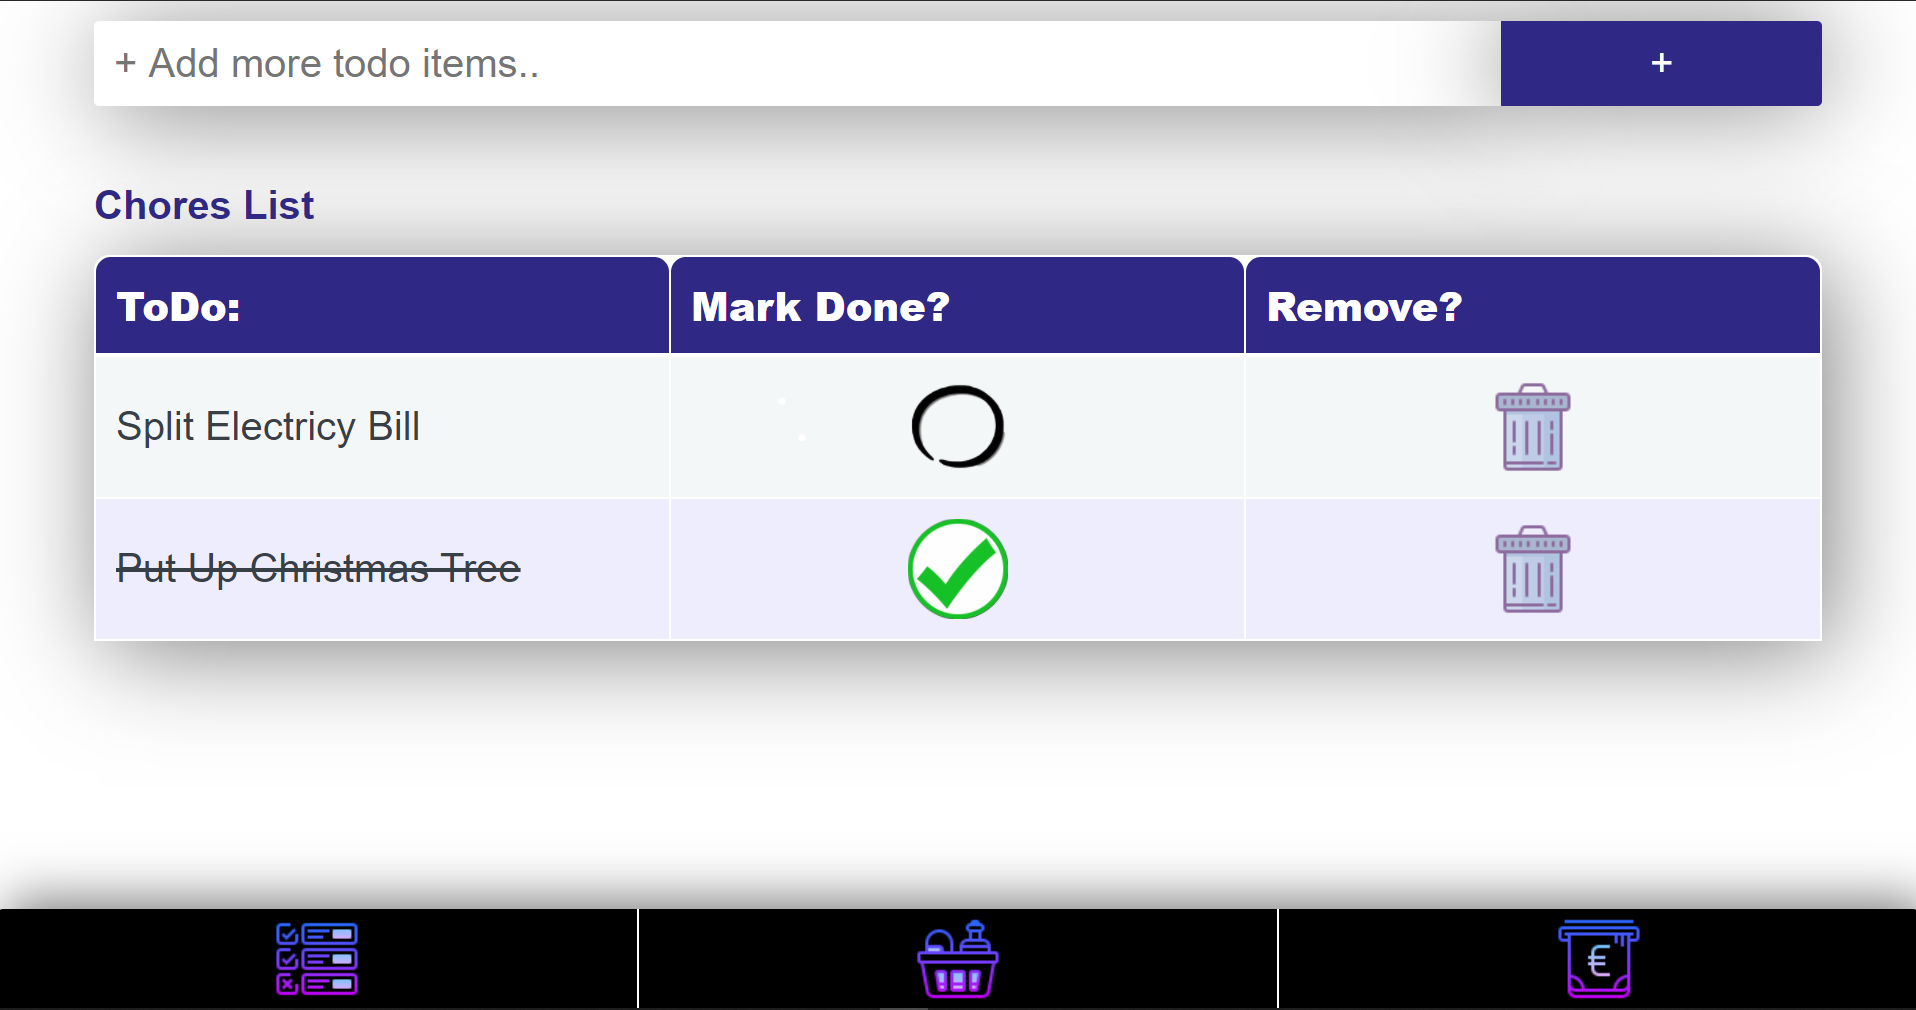 + Add more todo items..
+
Chores List
ToDo: Mark Done? Remove?
Split Electricy Bill
Put Up Christmas Tree
€